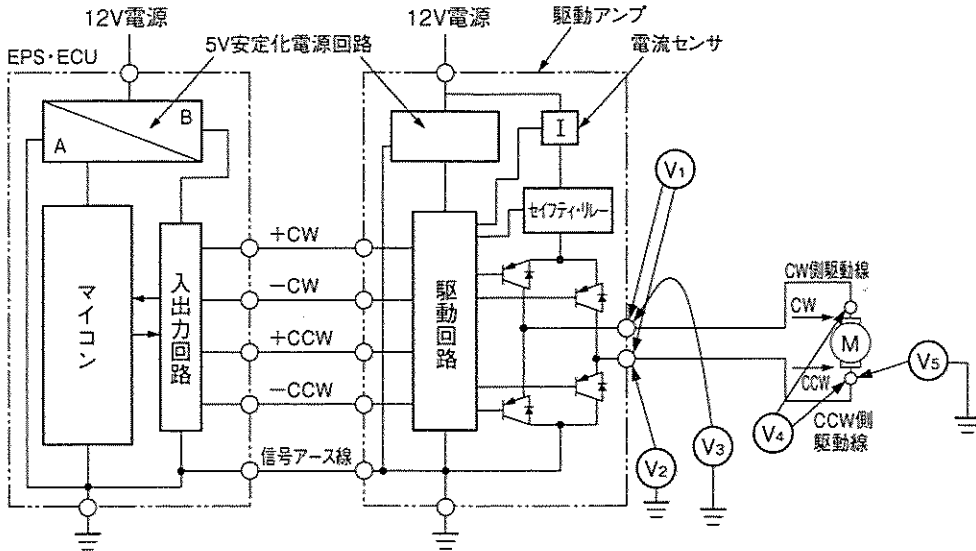 12V電源
12V電源
駆動アンプ
EPS・ECU
5V安定化電源回路
電流センサ
A
B
I
V1
セイフティ・リレー
マイコン
入出力回路
+CW
−CW
+CCW
−CCW
信号アース線
駆動回路
CW側駆動線
CW
M
CCW
V5
V4
CCW側
駆動線
V2
V3